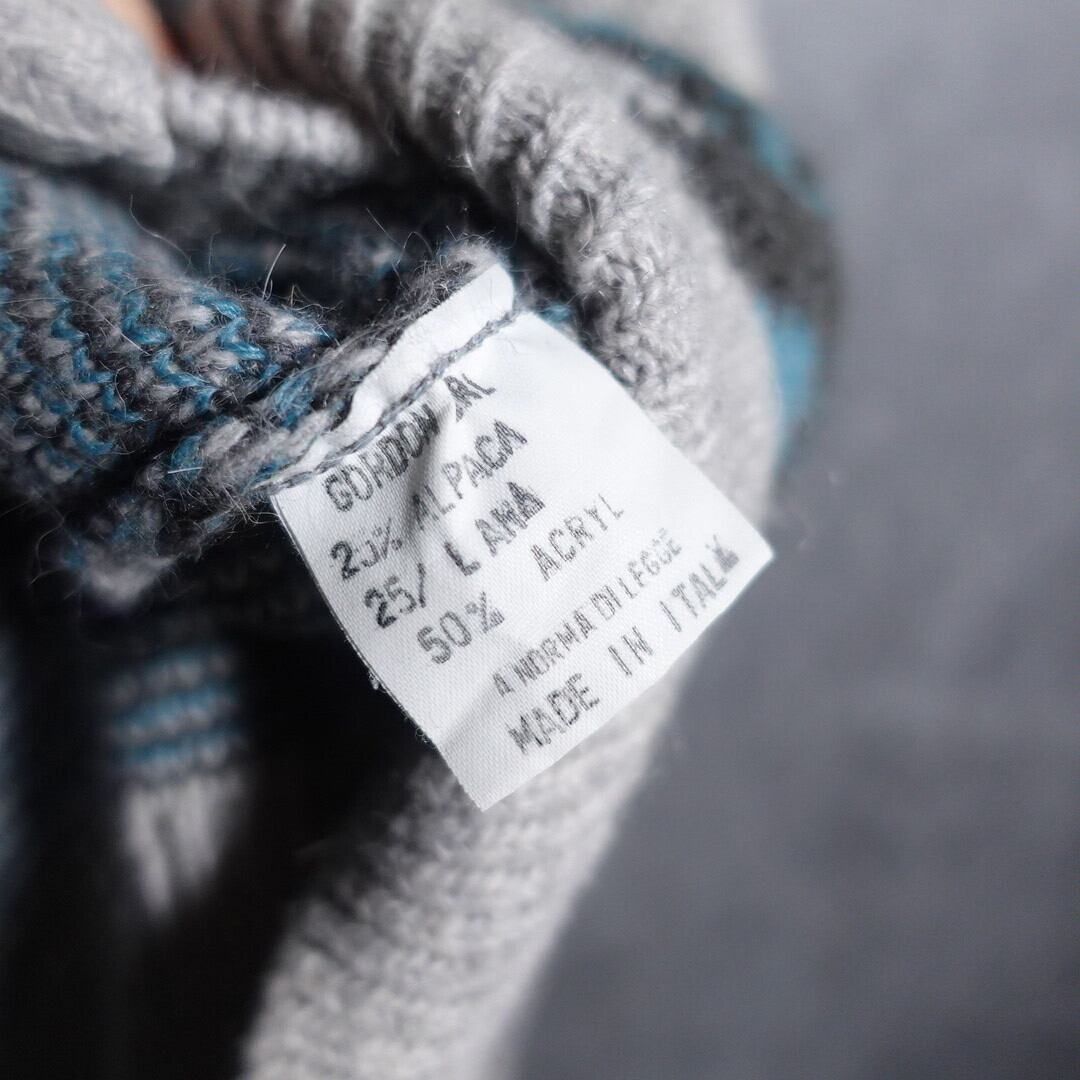 GORDON AL
25% ALPACA
25% LANA
50% ACRYL
A NORMA DI LEGGE
MADE IN ITALY